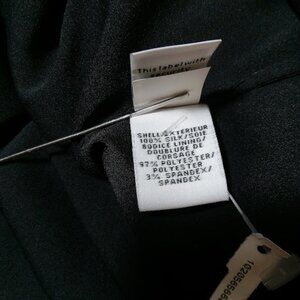 This label with
security
SHELL/EXTERIEUR
100% SILK/SOIE
BODICE LINING/
DOUBLURE DE
CORSAGE
97% POLYESTER/
POLYESTER
3% SPANDEX/
SPANDEX